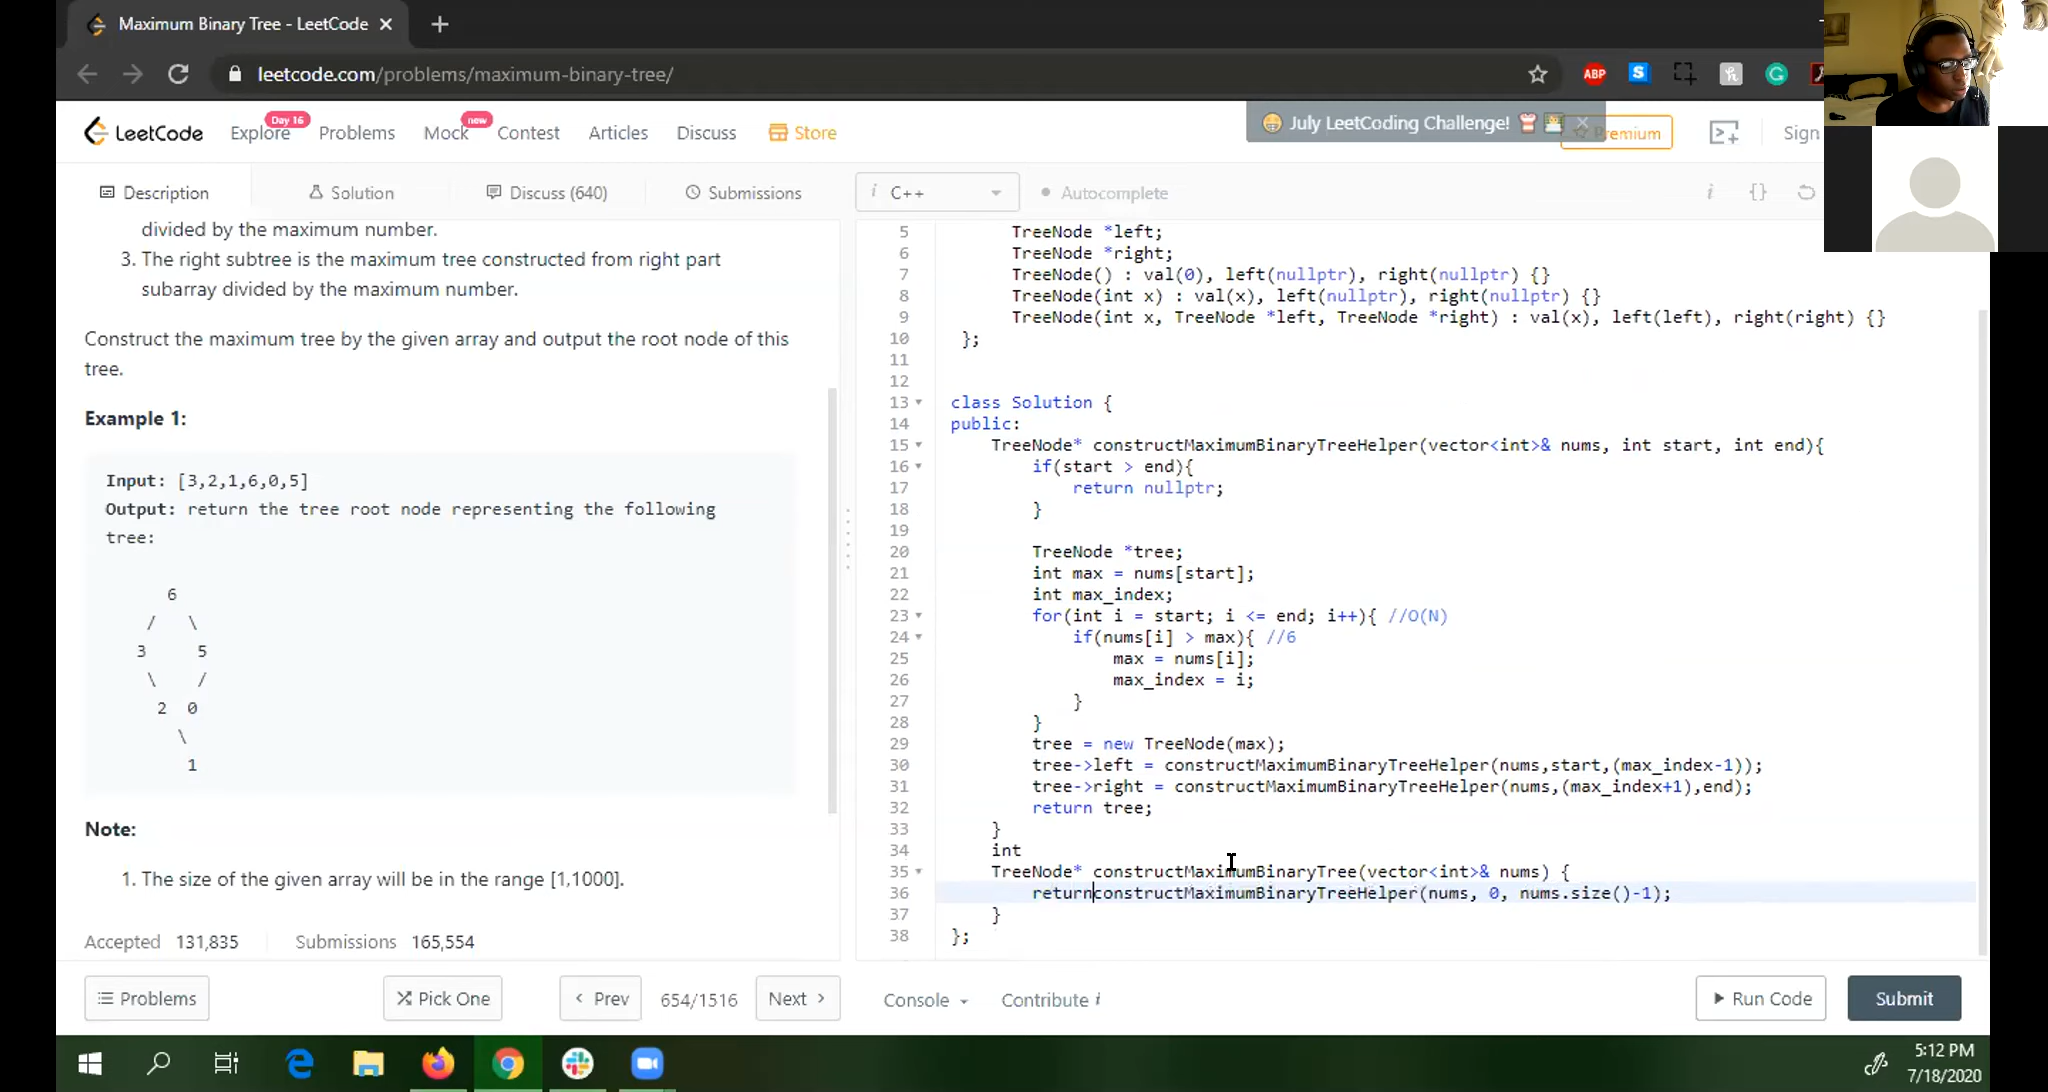 Maximum Binary Tree - LeetCode
leetcode.com/problems/maximum-binary-tree/
ABP
LeetCode
Explore
Day 16
Problems
Mock
new
Contest
Articles
Discuss
Store
July LeetCoding Challenge!
Premium
Sign
Description
Solution
Discuss (640)
Submissions
i C++
Autocomplete
divided by the maximum number.
3. The right subtree is the maximum tree constructed from right part
subarray divided by the maximum number.
Construct the maximum tree by the given array and output the root node of this
tree.
Example 1:
Input: [3,2,1,6,0,5]
Output: return the tree root node representing the following
tree:
6
/ \
3 5
\ /
2 0
\
1
Note:
1. The size of the given array will be in the range [1,1000].
Accepted 131,835 Submissions 165,554
Problems
Pick One
< Prev
654/1516
Next >
5 TreeNode *left;
6 TreeNode *right;
7 TreeNode() : val(0), left(nullptr), right(nullptr) {}
8 TreeNode(int x) : val(x), left(nullptr), right(nullptr) {}
9 TreeNode(int x, TreeNode *left, TreeNode *right) : val(x), left(left), right(right) {}
10 };
11
12
13 class Solution {
14 public:
15 TreeNode* constructMaximumBinaryTreeHelper(vector<int>& nums, int start, int end){
16 if(start > end){
17 return nullptr;
18 }
19
20 TreeNode *tree;
21 int max = nums[start];
22 int max_index;
23 for(int i = start; i <= end; i++){ //O(N)
24 if(nums[i] > max){ //6
25 max = nums[i];
26 max_index = i;
27 }
28 }
29 tree = new TreeNode(max);
30 tree->left = constructMaximumBinaryTreeHelper(nums,start,(max_index-1));
31 tree->right = constructMaximumBinaryTreeHelper(nums,(max_index+1),end);
32 return tree;
33 }
34 int
35 TreeNode* constructMaximumBinaryTree(vector<int>& nums) {
36 returnconstructMaximumBinaryTreeHelper(nums, 0, nums.size()-1);
37 }
38 };
Console
Contribute i
Run Code
Submit
5:12 PM
7/18/2020